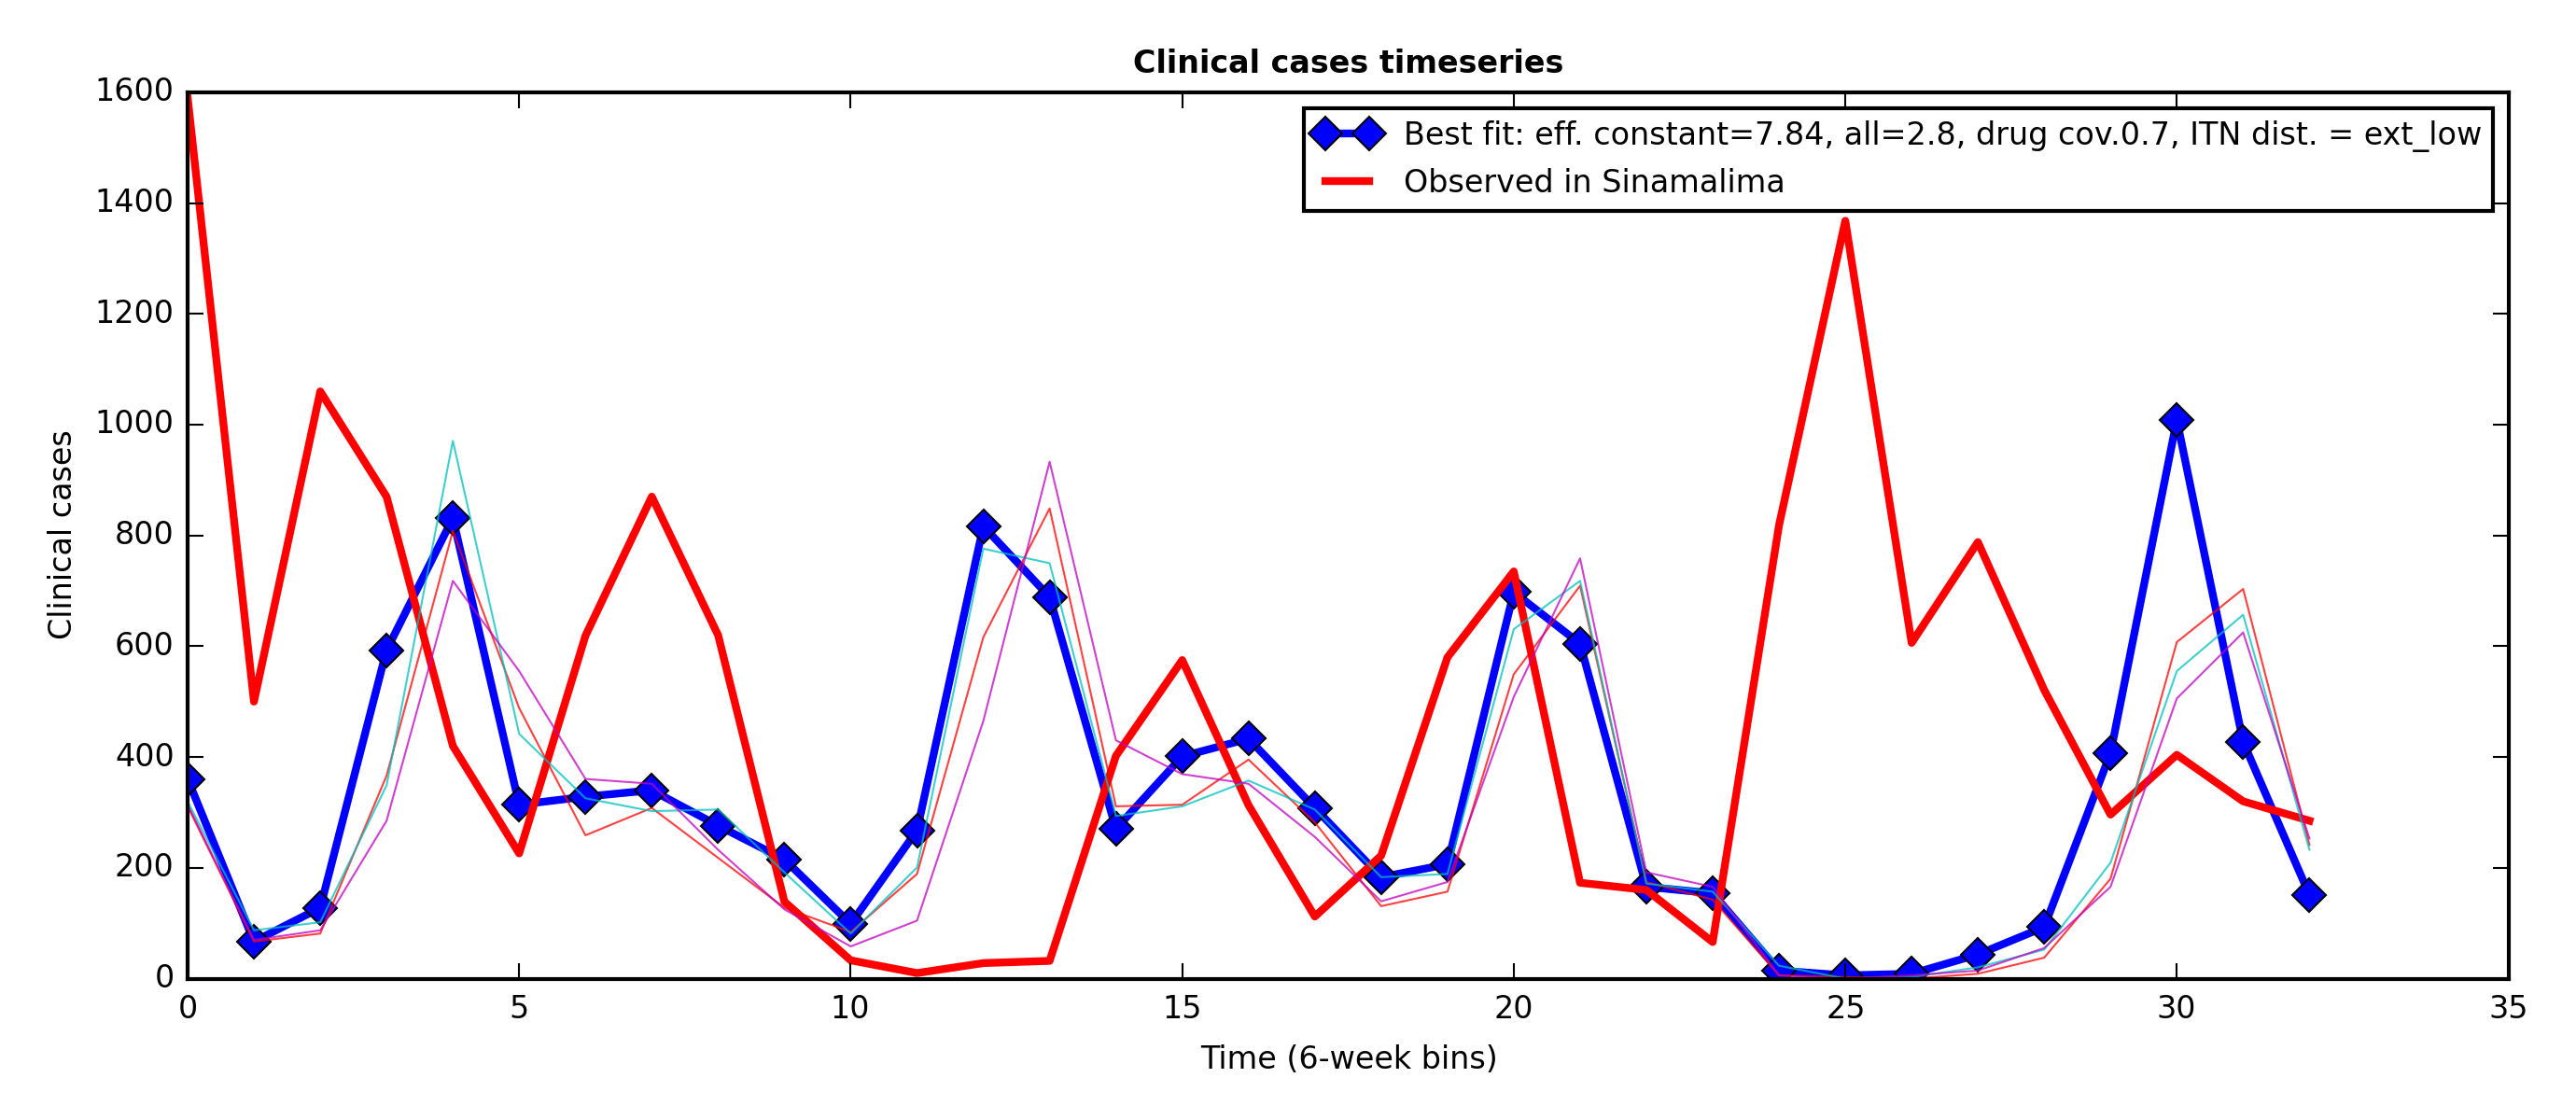 Clinical cases timeseries
Best fit: eff. constant=7.84, all=2.8, drug cov.0.7, ITN dist. = ext_low
Observed in Sinamalima
1600
1400
1200
1000
800
600
400
200
0
Clinical cases
0 5 10 15 20 25 30 35
Time (6-week bins)